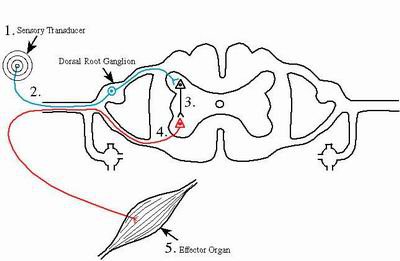 1. Sensory Transducer
Dorsal Root Ganglion
2.
3.
4.
5. Effector Organ